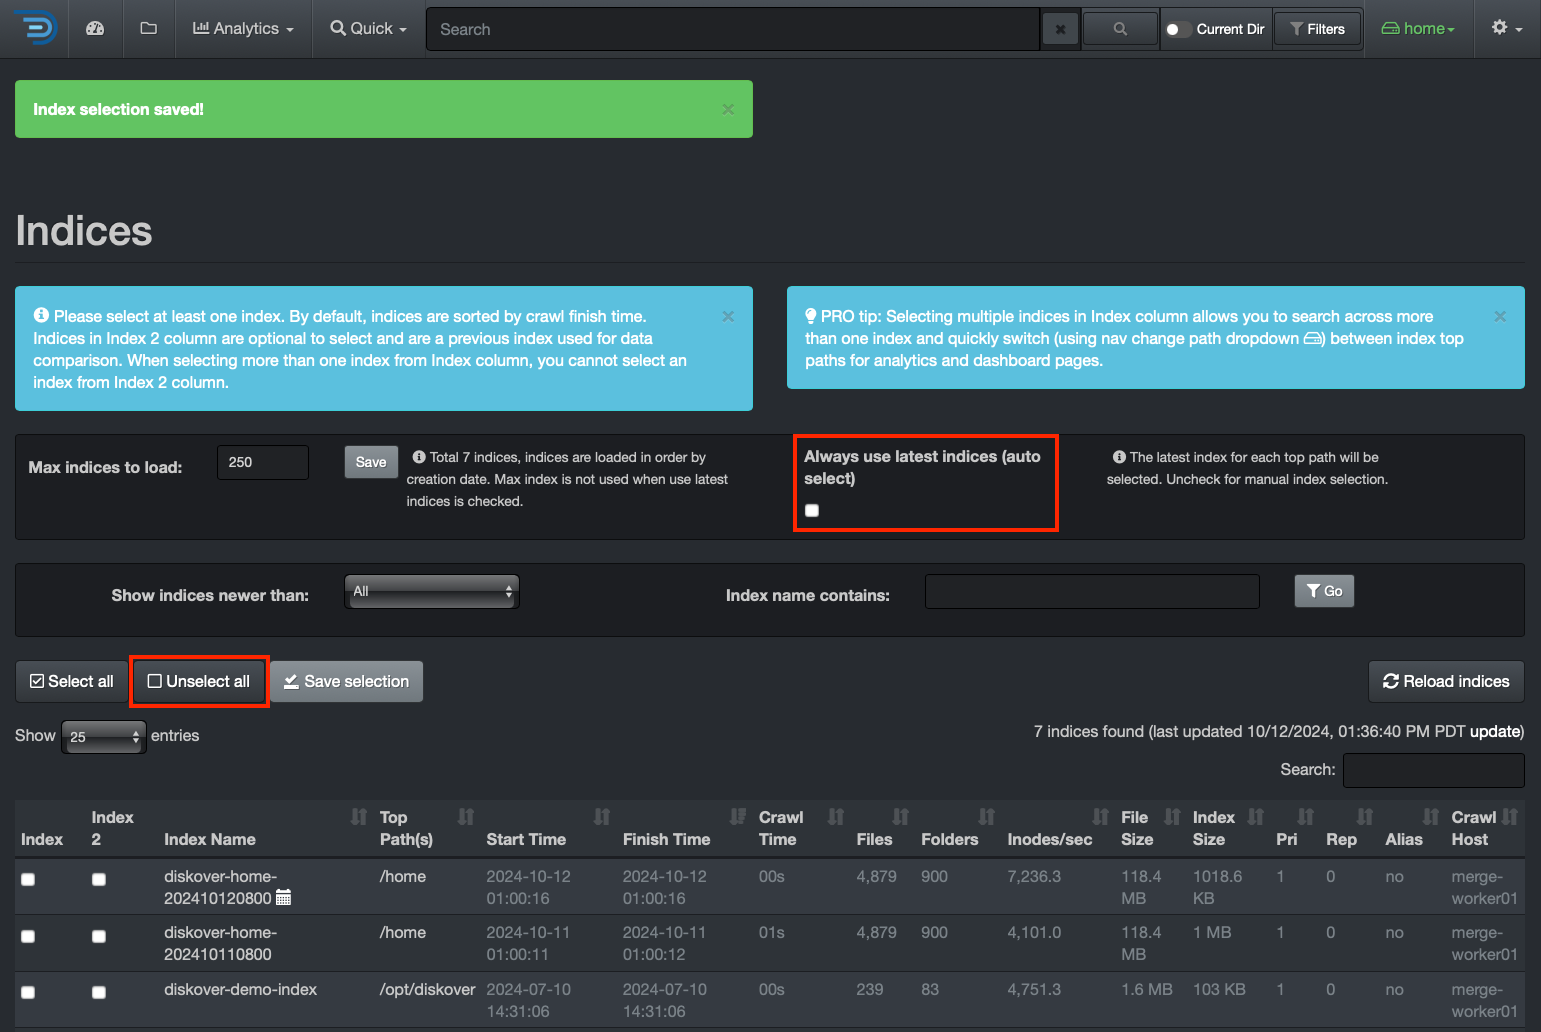 Analytics
Quick
Search
Current Dir
Filters
home
Index selection saved!
Indices
Please select at least one index. By default, indices are sorted by crawl finish time.
Indices in Index 2 column are optional to select and are a previous index used for data
comparison. When selecting more than one index from Index column, you cannot select an
index from Index 2 column.
PRO tip: Selecting multiple indices in Index column allows you to search across more
than one index and quickly switch (using nav change path dropdown ) between index top
paths for analytics and dashboard pages.
Max indices to load:
250
Save
Total 7 indices, indices are loaded in order by
creation date. Max index is not used when use latest
indices is checked.
Always use latest indices (auto
select)
The latest index for each top path will be
selected. Uncheck for manual index selection.
Show indices newer than:
All
Index name contains:
Go
Select all
Unselect all
Save selection
Reload indices
Show 25 entries
7 indices found (last updated 10/12/2024, 01:36:40 PM PDT update)
Search:
Index
Index 2
Index Name
Top Path(s)
Start Time
Finish Time
Crawl Time
Files
Folders
Inodes/sec
File Size
Index Size
Pri
Rep
Alias
Crawl Host
diskover-home- /home 2024-10-12 2024-10-12 00s 4,879 900 7,236.3 118.4 1018.6 1 0 no merge-
202410120800 01:00:16 01:00:16 MB KB worker01
diskover-home- /home 2024-10-11 2024-10-11 01s 4,879 900 4,101.0 118.4 1 MB 1 0 no merge-
202410110800 01:00:11 01:00:12 MB worker01
diskover-demo-index /opt/diskover 2024-07-10 2024-07-10 00s 239 83 4,751.3 1.6 MB 103 KB 1 0 no merge-
14:31:06 14:31:06 worker01